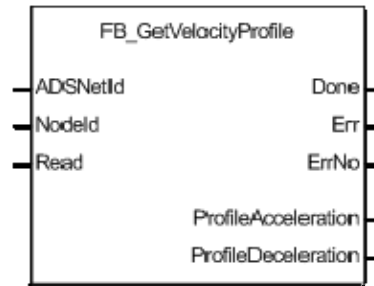 FB_GetVelocityProfile
ADSNetId Done
NodeId Err
Read ErrNo
ProfileAcceleration
ProfileDeceleration